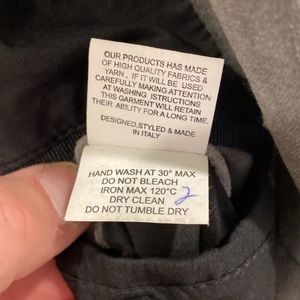 OUR PRODUCTS HAS MADE
OF HIGH QUALITY FABRICS &
YARN . IF IT WILL BE USED
CAREFULLY MAKING ATTENTION
AT WASHING ISTRUCTIONS
THIS GARMENT WILL RETAIN
THEIR ABILITY FOR A LONG TIME.
DESIGNED,STYLED & MADE
IN ITALY
HAND WASH AT 30° MAX
DO NOT BLEACH
IRON MAX 120°C 2
DRY CLEAN
DO NOT TUMBLE DRY